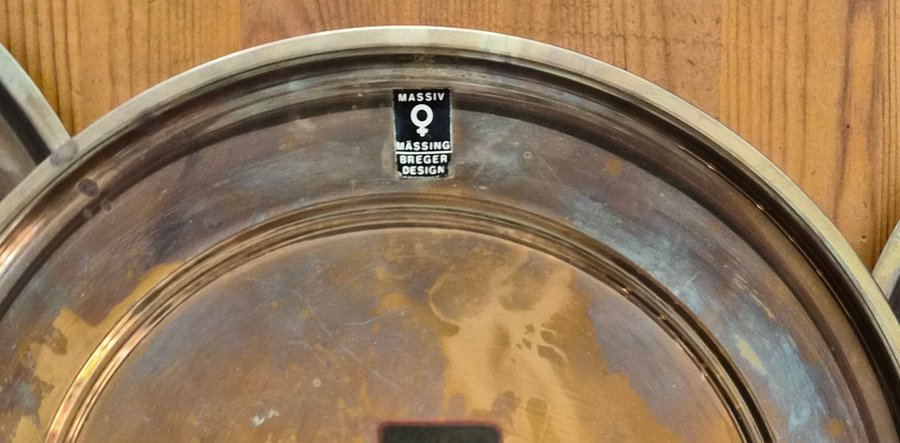 MASSIV
MÄSSING
BREGER
DESIGN